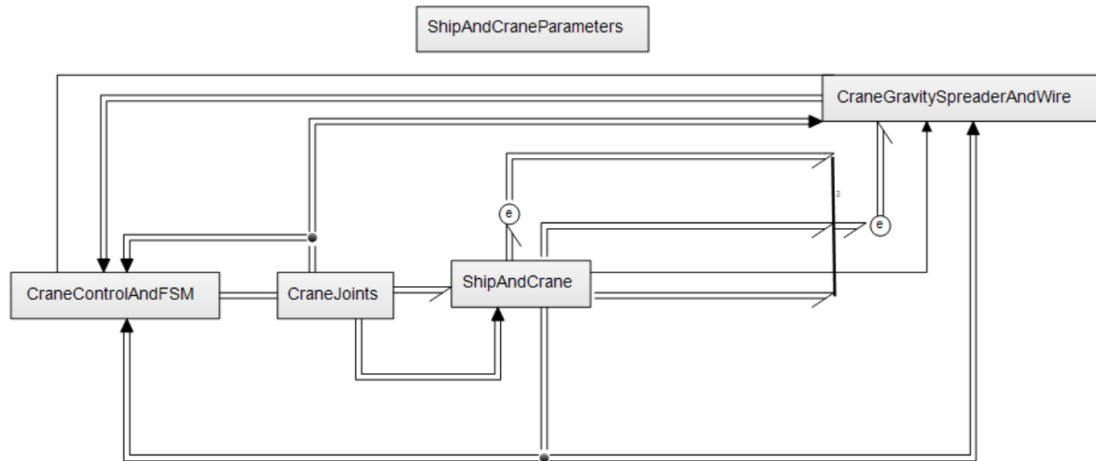 ShipAndCraneParameters
CraneGravitySpreaderAndWire
e
e
CraneControlAndFSM
CraneJoints
ShipAndCrane